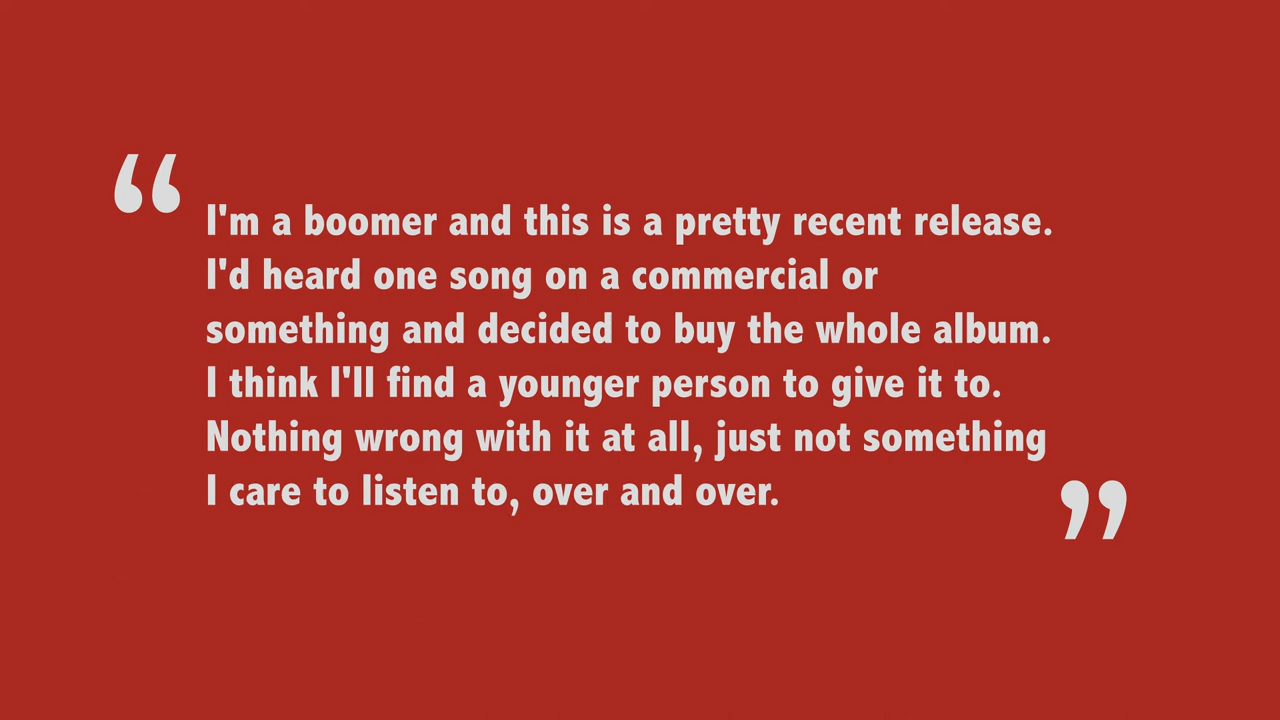 “I'm a boomer and this is a pretty recent release.
I'd heard one song on a commercial or
something and decided to buy the whole album.
I think I'll find a younger person to give it to.
Nothing wrong with it at all, just not something
I care to listen to, over and over.”